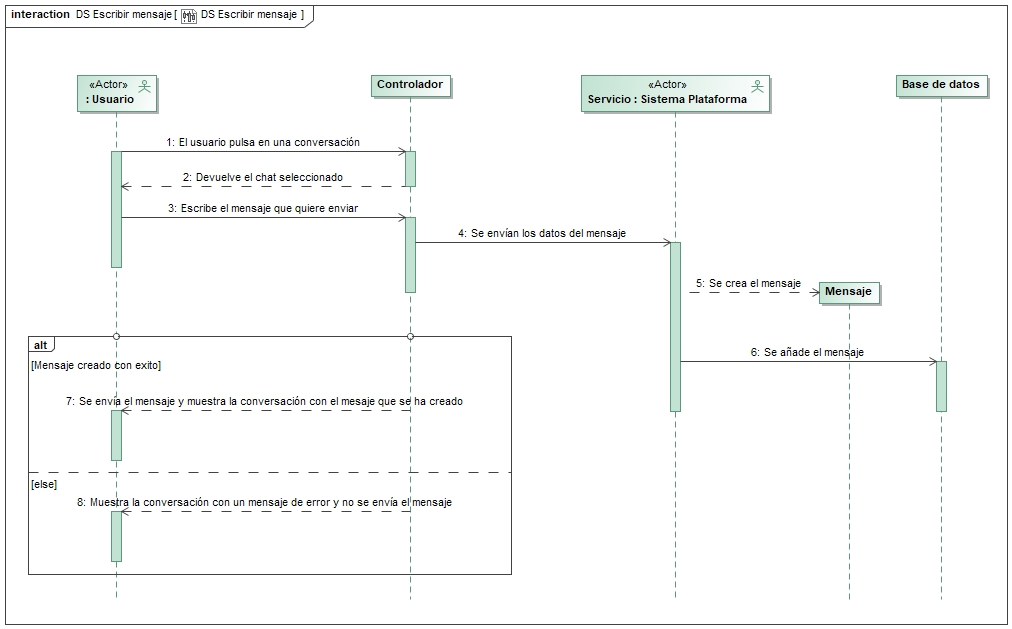 interaction DS Escribir mensaje [ DS Escribir mensaje ]
«Actor»
: Usuario
Controlador
«Actor»
Servicio : Sistema Plataforma
Base de datos
1: El usuario pulsa en una conversación
2: Devuelve el chat seleccionado
3: Escribe el mensaje que quiere enviar
4: Se envían los datos del mensaje
5: Se crea el mensaje
Mensaje
6: Se añade el mensaje
alt
[Mensaje creado con exito]
7: Se envía el mensaje y muestra la conversación con el mesaje que se ha creado
[else]
8: Muestra la conversación con un mensaje de error y no se envía el mensaje